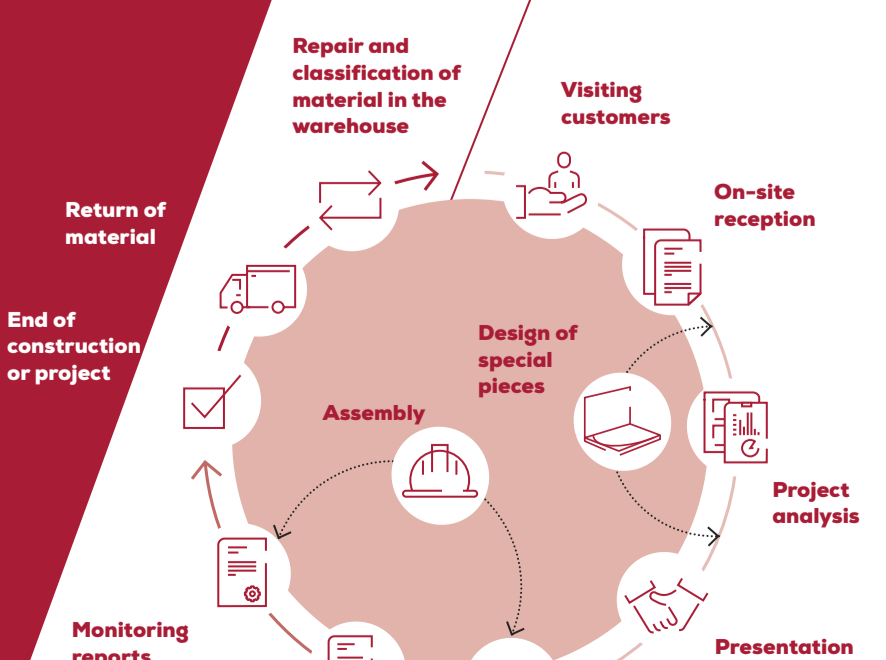 Repair and
classification of
material in the
warehouse
Visiting
customers
On-site
reception
Return of
material
End of
construction
or project
Design of
special
pieces
Assembly
Project
analysis
Monitoring
reports
Presentation